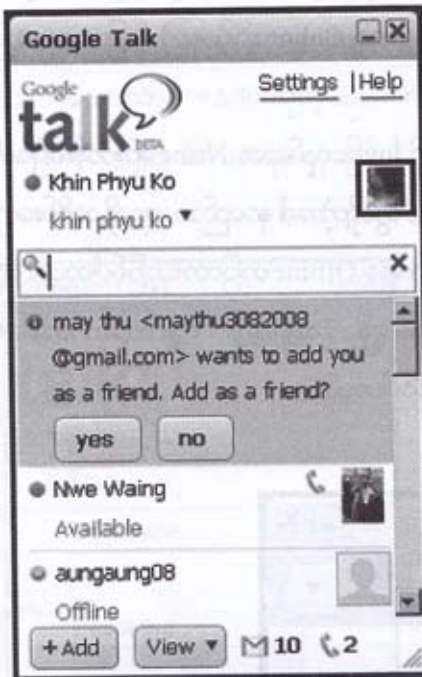 Google Talk
Google
talk
BETA
Settings | Help
Khin Phyu Ko
khin phyu ko
may thu <maythu3082008
@gmail.com> wants to add you
as a friend. Add as a friend?
yes no
Nwe Waing
Available
aungaung08
Offline
+Add View 10 2